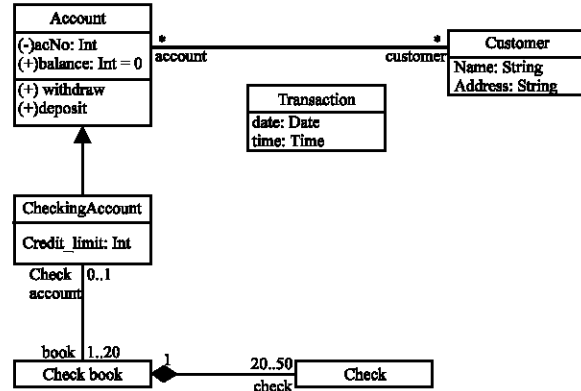 Account
(-)acNo: Int
(+)balance: Int = 0
(+) withdraw
(+)deposit
*
account
*
customer
Customer
Name: String
Address: String
Transaction
date: Date
time: Time
CheckingAccount
Credit_limit: Int
Check account
0..1
book
1..20
Check book
1
20..50
check
Check